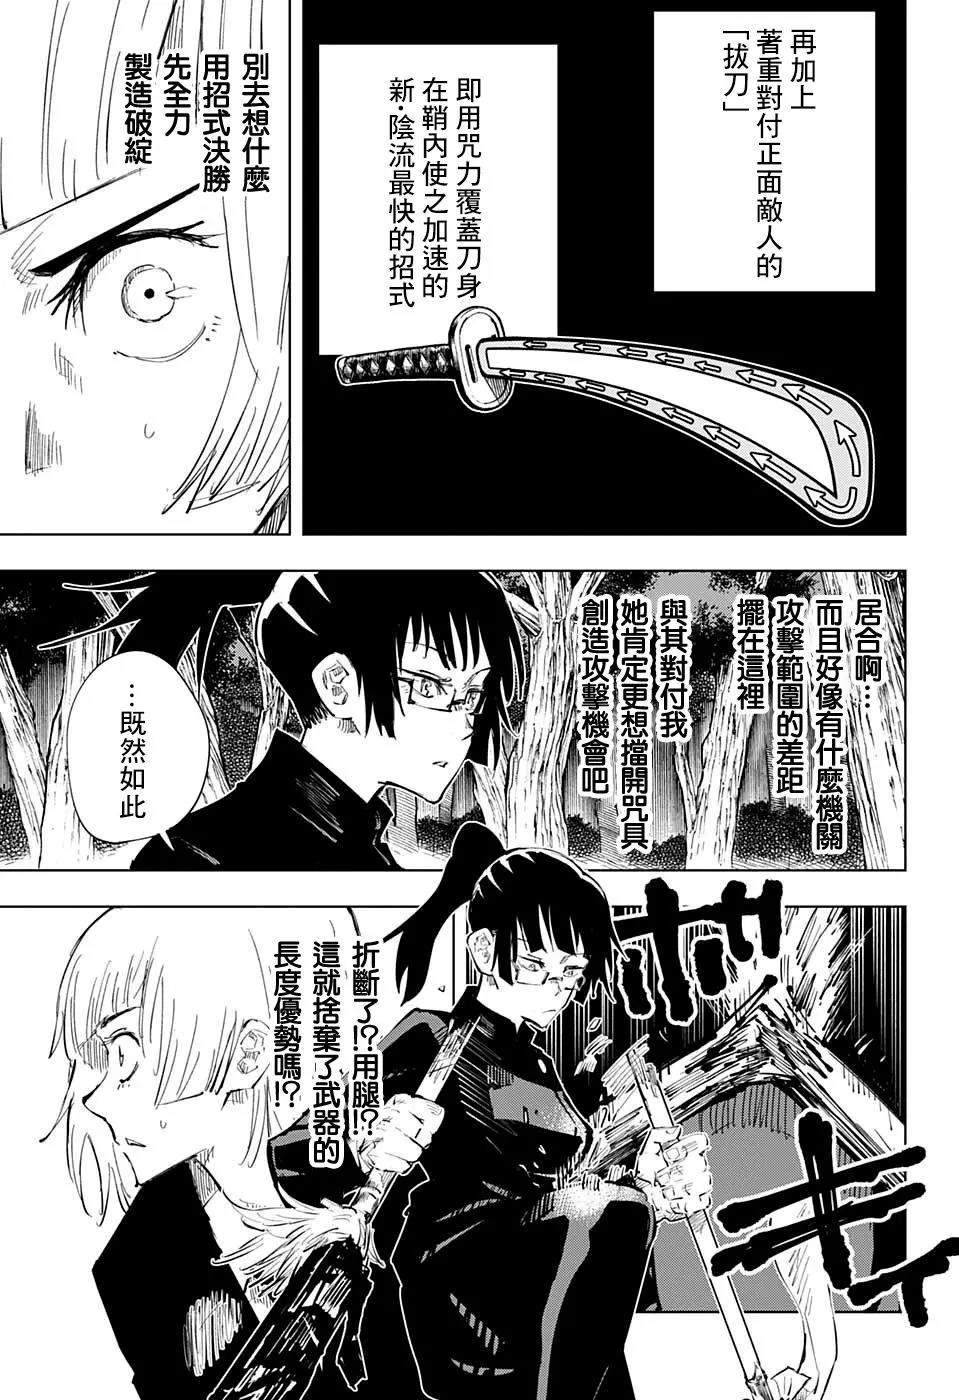 再加上
著重對付正面敵人的
「拔刀」
即用咒力覆蓋刀身
在鞘內使之加速的
新·陰流最快的招式
別去想什麼
用招式決勝
先全力
製造破綻
居合啊…
而且好像有什麼機關
攻擊範圍的差距
擺在這裡
與其對付我
她肯定更想擋開咒具
創造攻擊機會吧
…既然如此
ボギ
折斷了!?用腿!?
這就捨棄了武器的
長度優勢嗎!?